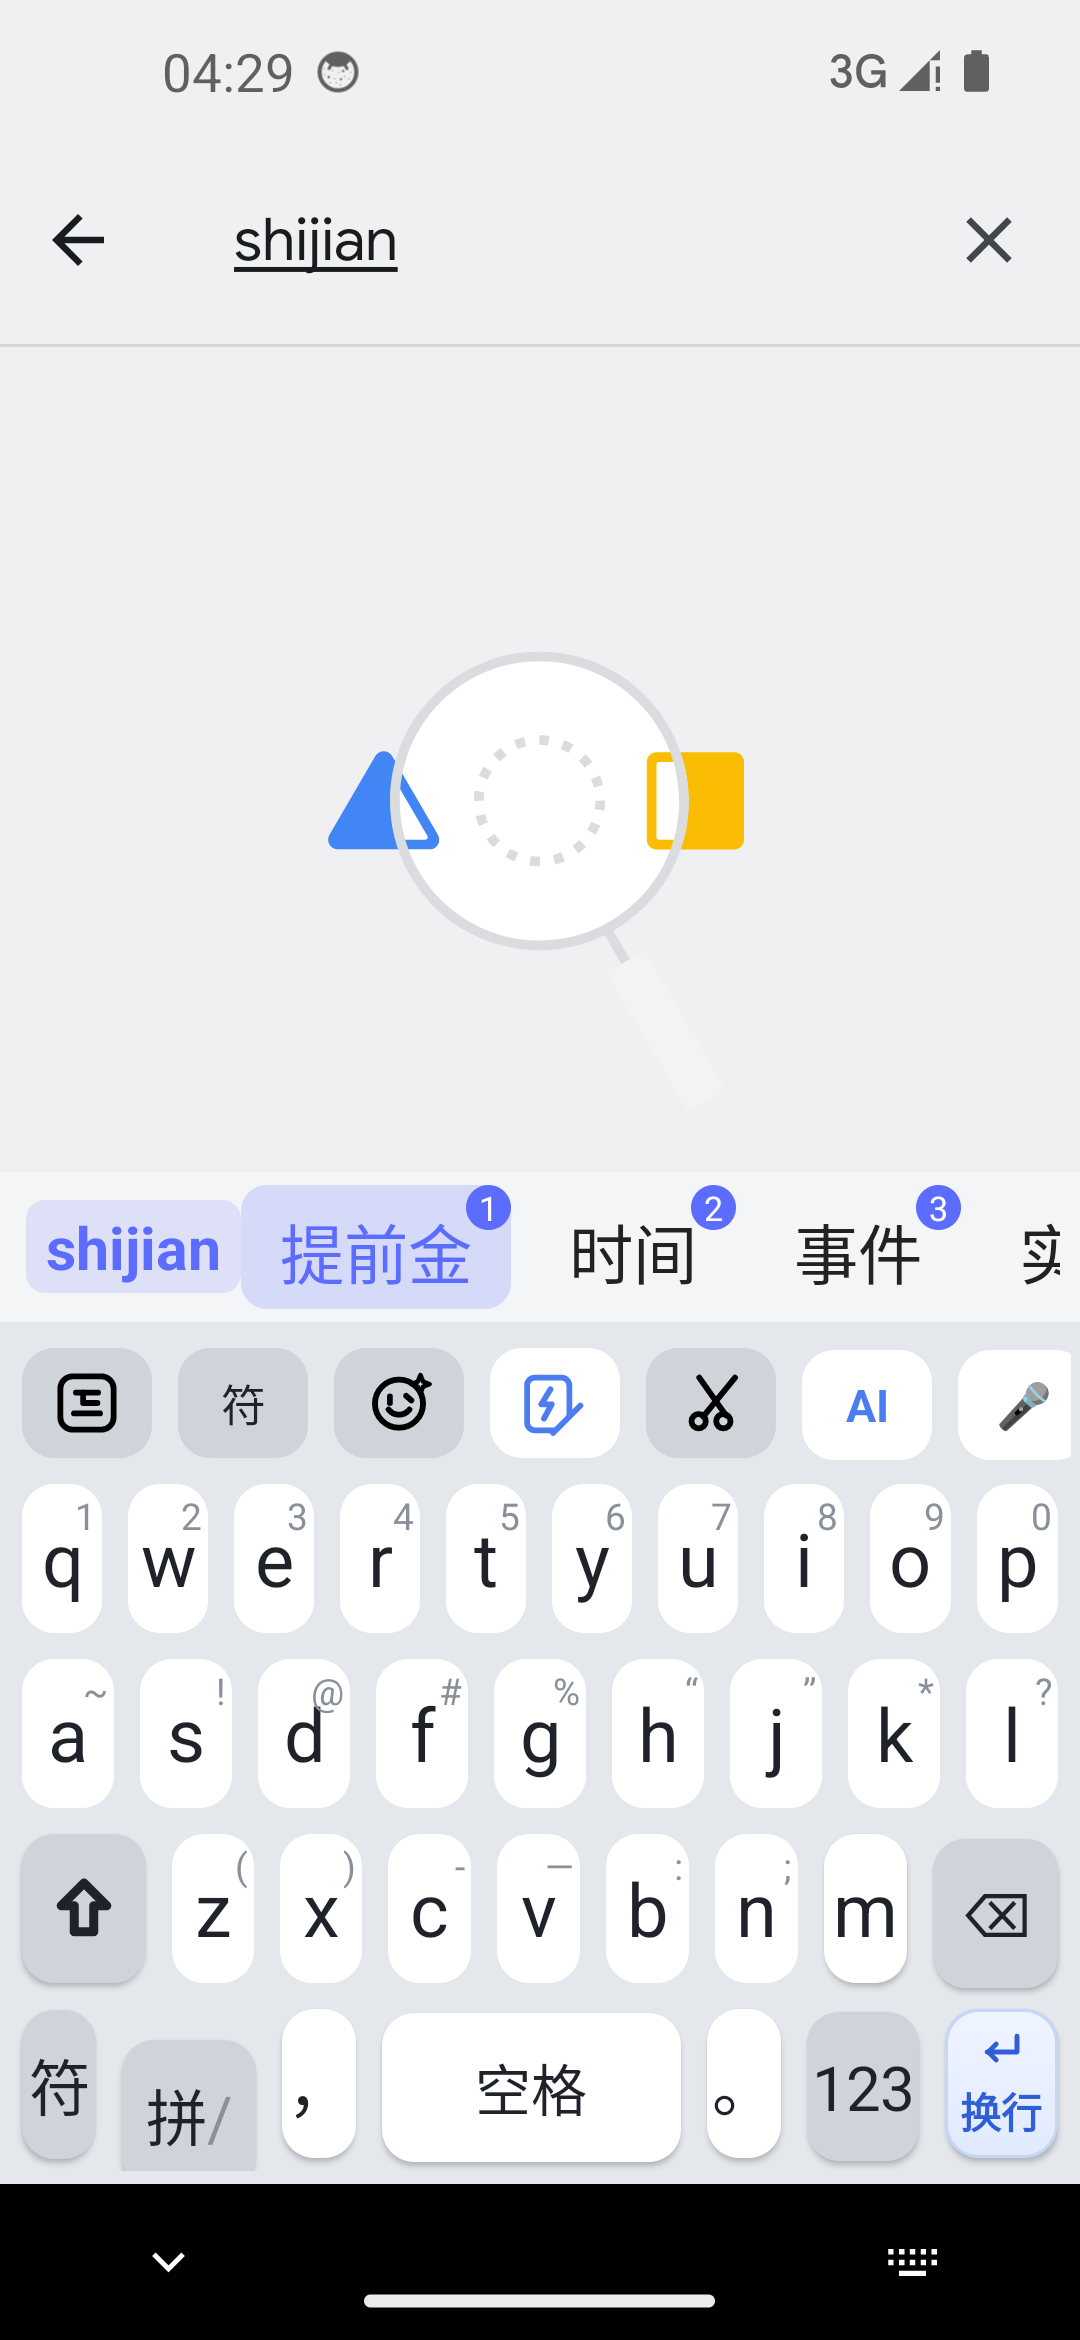 04:29 3G
shijian
shijian 提前金 1 时间 2 事件 3
符 AI
q 1 w 2 e 3 r 4 t 5 y 6 u 7 i 8 o 9 p 0
a ~ s ! d @ f # g % h “ j ” k * l ?
z ( x ) c - v — b : n ; m
符 拼/ ， 空格 。 123 换行